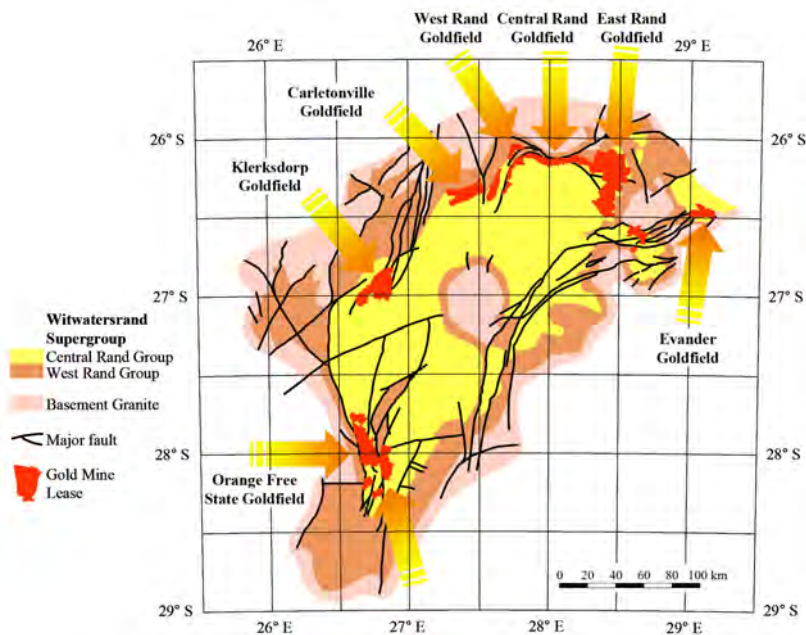 West Rand
Goldfield
Central Rand
Goldfield
East Rand
Goldfield
26° E
29° E
Carletonville
Goldfield
26° S
26° S
Klerksdorp
Goldfield
27° S
27° S
Witwatersrand
Supergroup
Central Rand Group
West Rand Group
Basement Granite
Major fault
Gold Mine
Lease
Evander
Goldfield
28° S
28° S
Orange Free
State Goldfield
0 20 40 60 80 100 km
29° S
29° S
26° E
27° E
28° E
29° E